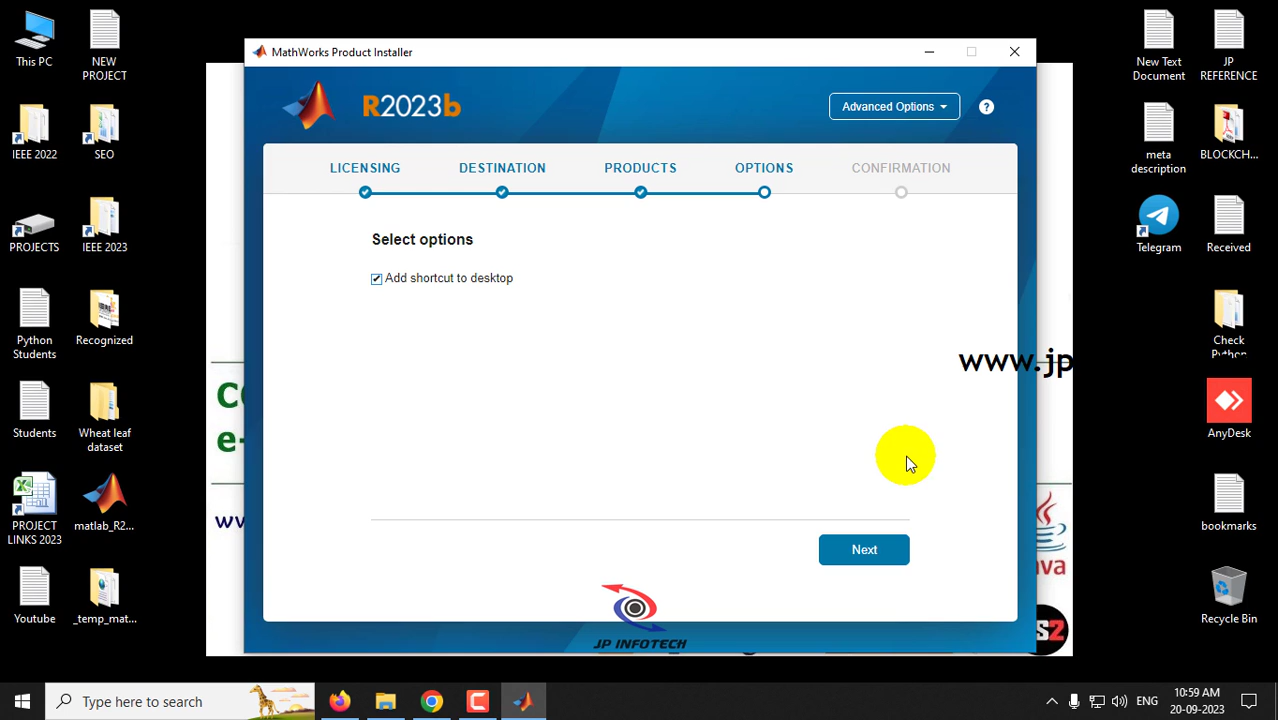 This PC
NEW
PROJECT
New Text
Document
JP
REFERENCE
MathWorks Product Installer
R2023b
Advanced Options
?
IEEE 2022
SEO
meta
description
BLOCKCH...
LICENSING
DESTINATION
PRODUCTS
OPTIONS
CONFIRMATION
PROJECTS
IEEE 2023
Telegram
Received
Select options
Add shortcut to desktop
Python
Students
Recognized
Check
Python
www.jp
Students
Wheat leaf
dataset
AnyDesk
PROJECT
LINKS 2023
matlab_R2...
bookmarks
Next
Youtube
_temp_mat...
Recycle Bin
JP INFOTECH
Type here to search
ENG
10:59 AM
20-09-2023